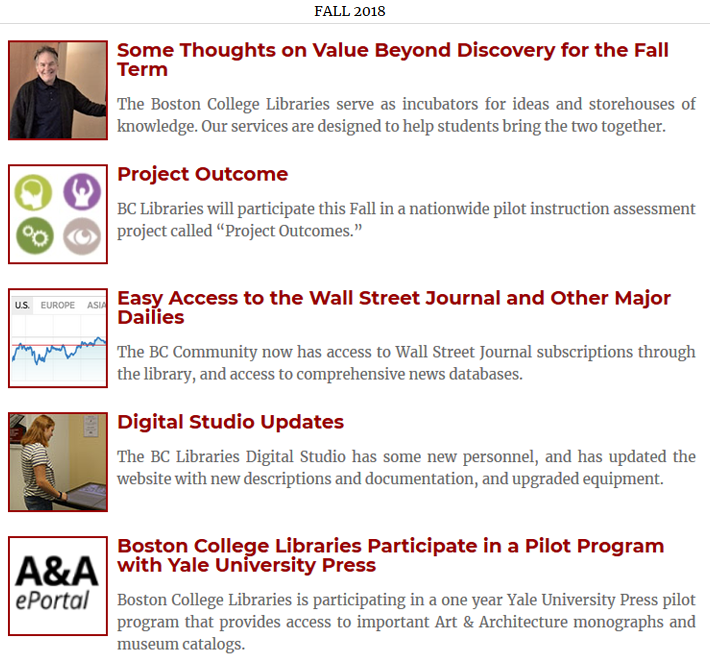 FALL 2018
Some Thoughts on Value Beyond Discovery for the Fall
Term
The Boston College Libraries serve as incubators for ideas and storehouses of
knowledge. Our services are designed to help students bring the two together.
Project Outcome
BC Libraries will participate this Fall in a nationwide pilot instruction assessment
project called “Project Outcomes.”
U.S. EUROPE ASIA
Easy Access to the Wall Street Journal and Other Major
Dailies
The BC Community now has access to Wall Street Journal subscriptions through
the library, and access to comprehensive news databases.
Digital Studio Updates
The BC Libraries Digital Studio has some new personnel, and has updated the
website with new descriptions and documentation, and upgraded equipment.
A&A
ePortal
Boston College Libraries Participate in a Pilot Program
with Yale University Press
Boston College Libraries is participating in a one year Yale University Press pilot
program that provides access to important Art & Architecture monographs and
museum catalogs.